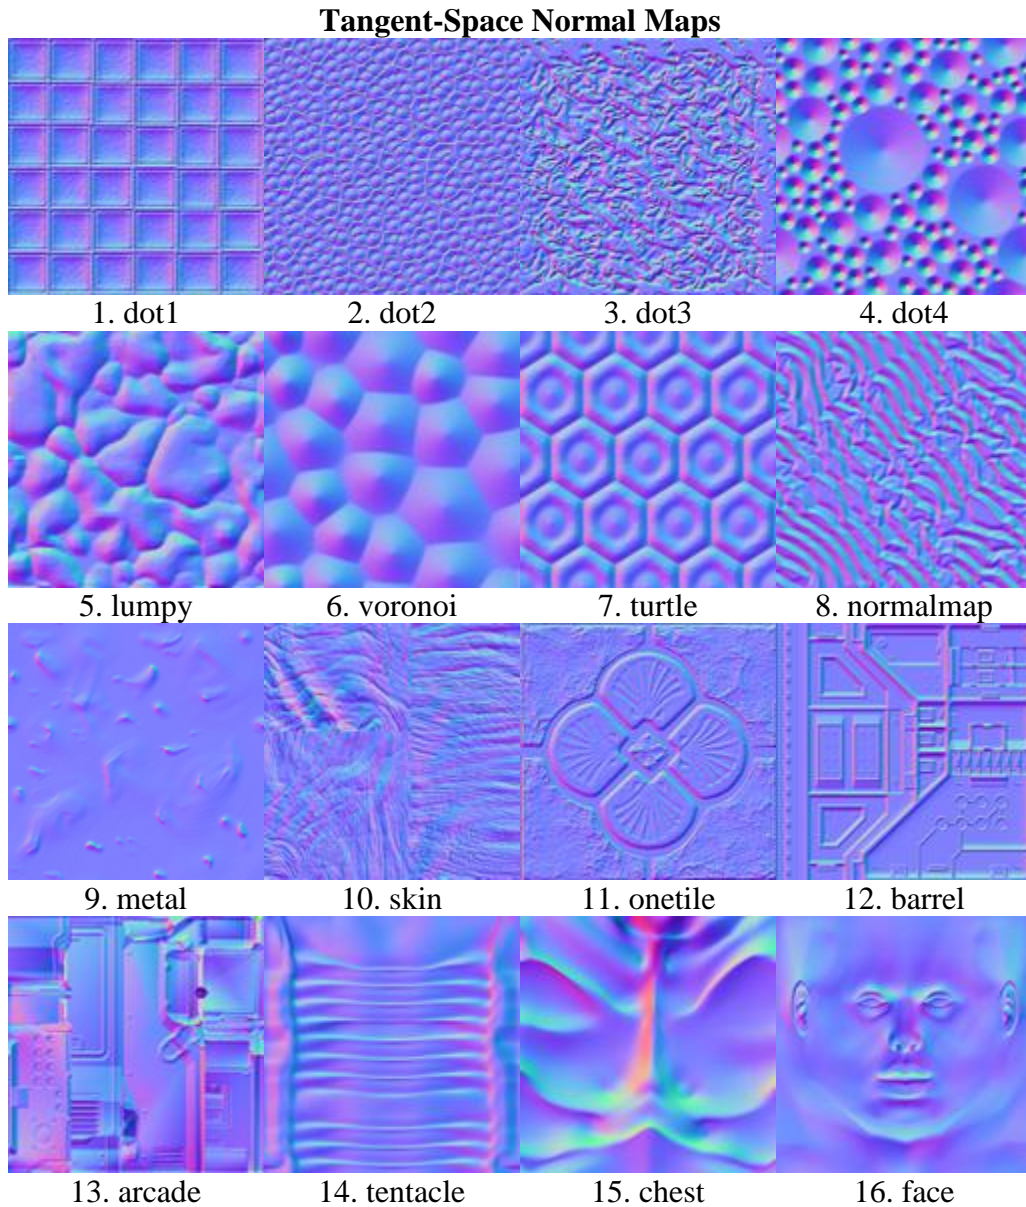 Tangent-Space Normal Maps
1. dot1 2. dot2 3. dot3 4. dot4
5. lumpy 6. voronoi 7. turtle 8. normalmap
9. metal 10. skin 11. onetile 12. barrel
13. arcade 14. tentacle 15. chest 16. face